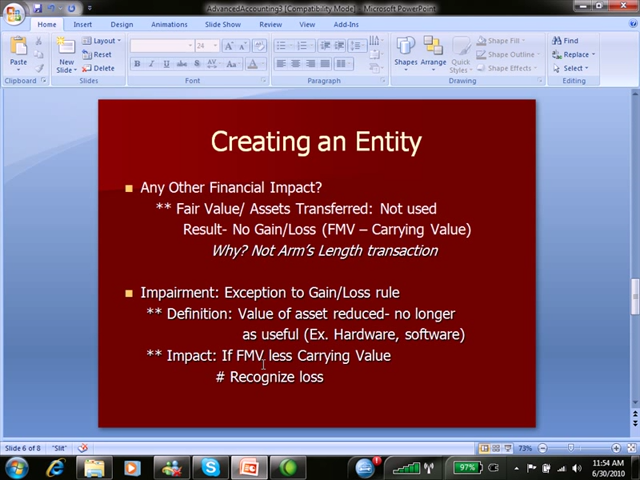 AdvancedAccounting3 [Compatibility Mode] - Microsoft PowerPoint
Home Insert Design Animations Slide Show Review View Add-Ins
Paste
New Slide
Layout
Reset
Delete
24
B I U abc S AV Aa A
Shapes Arrange Quick Styles
Shape Fill
Shape Outline
Shape Effects
Find
Replace
Select
Clipboard Slides Font Paragraph Drawing Editing
Creating an Entity
Any Other Financial Impact?
** Fair Value/ Assets Transferred: Not used
Result- No Gain/Loss (FMV – Carrying Value)
Why? Not Arm's Length transaction
Impairment: Exception to Gain/Loss rule
** Definition: Value of asset reduced- no longer
as useful (Ex. Hardware, software)
** Impact: If FMV less Carrying Value
# Recognize loss
Slide 6 of 8 "Slit" 73%
97% 11:54 AM
6/30/2010